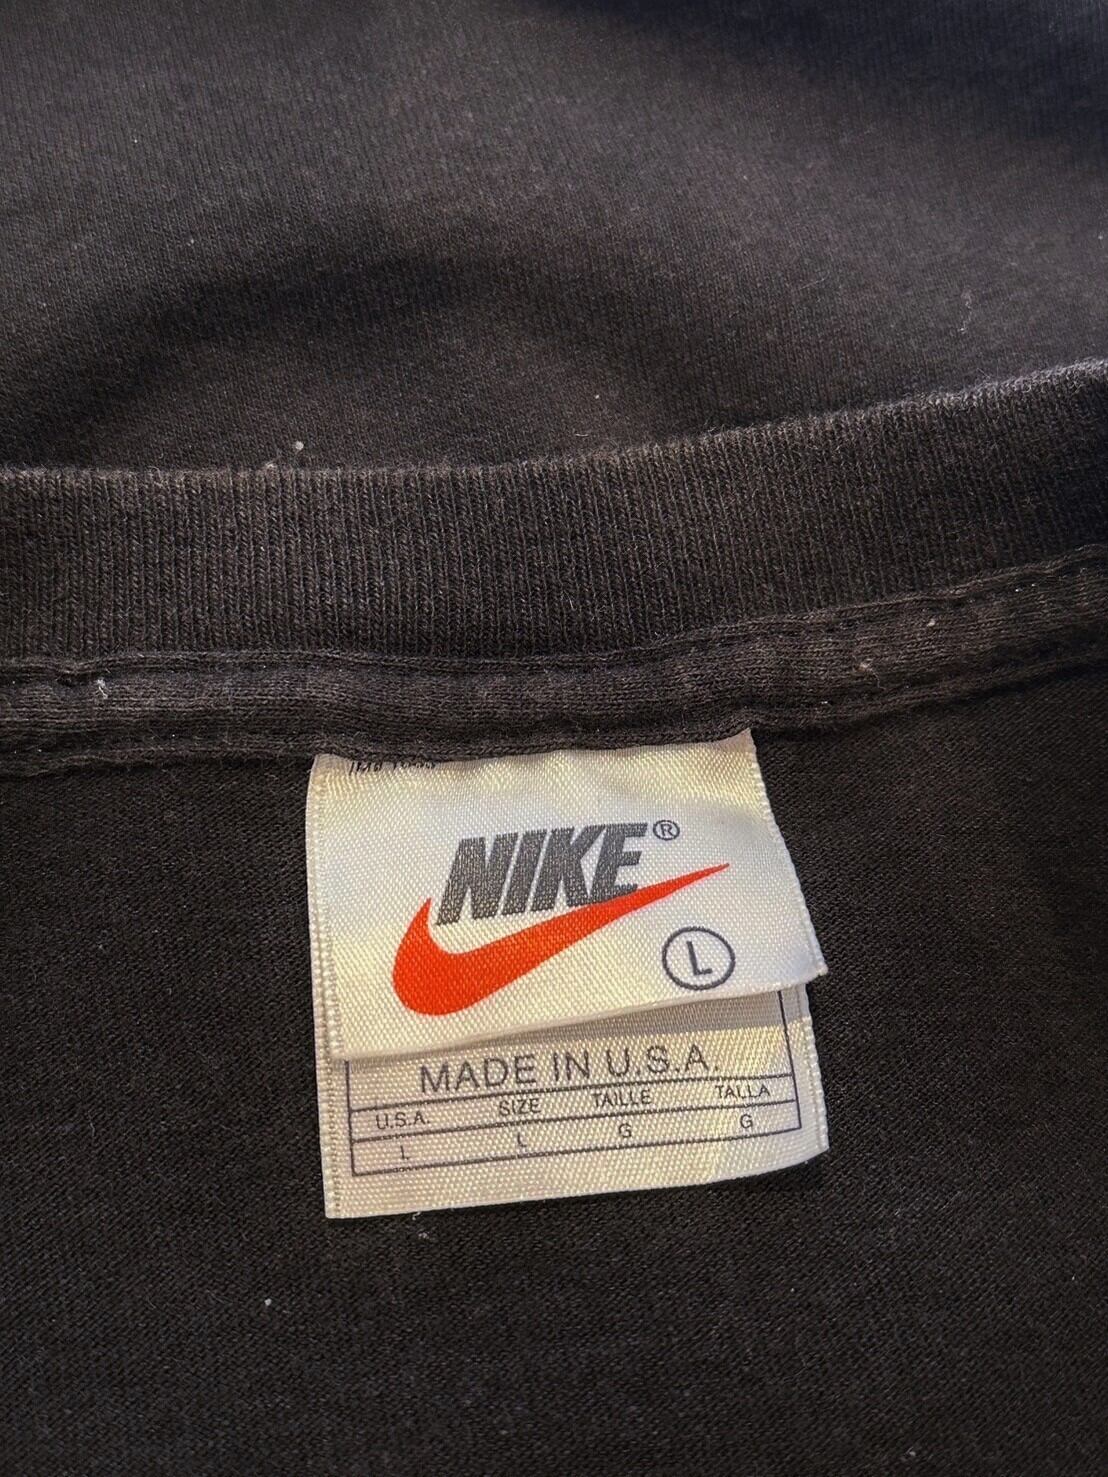 NIKE®
L
MADE IN U.S.A.
U.S.A. SIZE TAILLE TALLA
L L G G